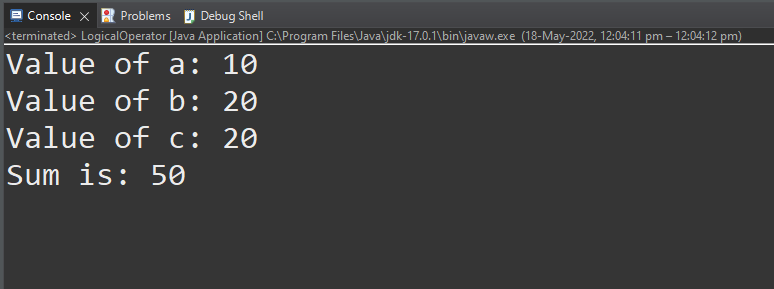 Console Problems Debug Shell
<terminated> LogicalOperator [Java Application] C:\Program Files\Java\jdk-17.0.1\bin\javaw.exe (18-May-2022, 12:04:11 pm – 12:04:12 pm)
Value of a: 10
Value of b: 20
Value of c: 20
Sum is: 50